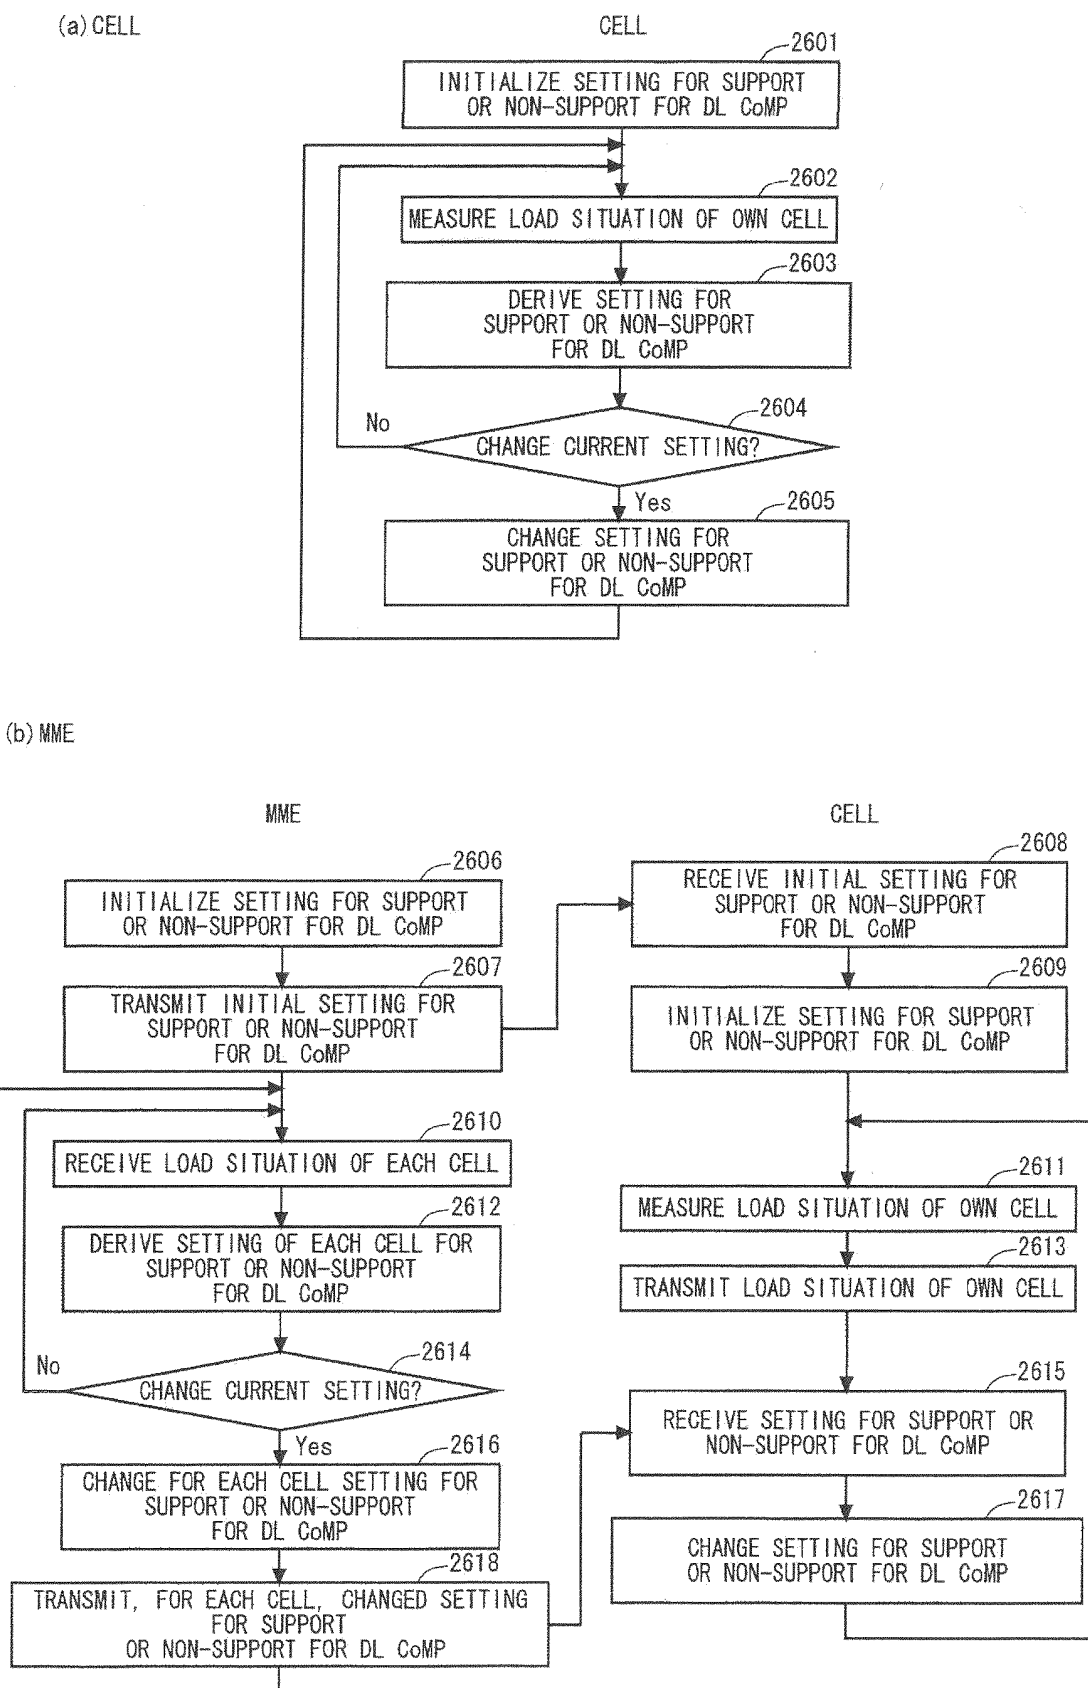 (a) CELL
CELL
2601
INITIALIZE SETTING FOR SUPPORT
OR NON-SUPPORT FOR DL CoMP
2602
MEASURE LOAD SITUATION OF OWN CELL
2603
DERIVE SETTING FOR
SUPPORT OR NON-SUPPORT
FOR DL CoMP
2604
No
CHANGE CURRENT SETTING?
Yes
2605
CHANGE SETTING FOR
SUPPORT OR NON-SUPPORT
FOR DL CoMP
(b) MME
MME
2606
INITIALIZE SETTING FOR SUPPORT
OR NON-SUPPORT FOR DL CoMP
2607
TRANSMIT INITIAL SETTING FOR
SUPPORT OR NON-SUPPORT
FOR DL CoMP
2610
RECEIVE LOAD SITUATION OF EACH CELL
2612
DERIVE SETTING OF EACH CELL FOR
SUPPORT OR NON-SUPPORT
FOR DL CoMP
2614
No
CHANGE CURRENT SETTING?
Yes
2616
CHANGE FOR EACH CELL SETTING FOR
SUPPORT OR NON-SUPPORT
FOR DL CoMP
2618
TRANSMIT, FOR EACH CELL, CHANGED SETTING
FOR SUPPORT
OR NON-SUPPORT FOR DL CoMP
CELL
2608
RECEIVE INITIAL SETTING FOR
SUPPORT OR NON-SUPPORT
FOR DL CoMP
2609
INITIALIZE SETTING FOR SUPPORT
OR NON-SUPPORT FOR DL CoMP
2611
MEASURE LOAD SITUATION OF OWN CELL
2613
TRANSMIT LOAD SITUATION OF OWN CELL
2615
RECEIVE SETTING FOR SUPPORT OR
NON-SUPPORT FOR DL CoMP
2617
CHANGE SETTING FOR SUPPORT
OR NON-SUPPORT FOR DL CoMP